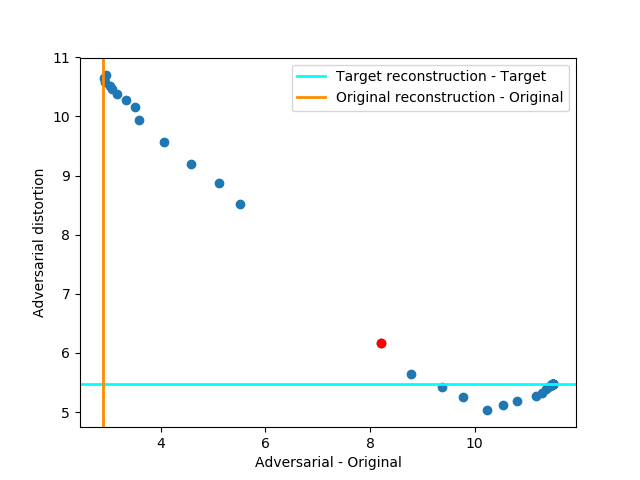 11
10
9
8
7
6
5
Adversarial distortion
Target reconstruction - Target
Original reconstruction - Original
4
6
8
10
Adversarial - Original